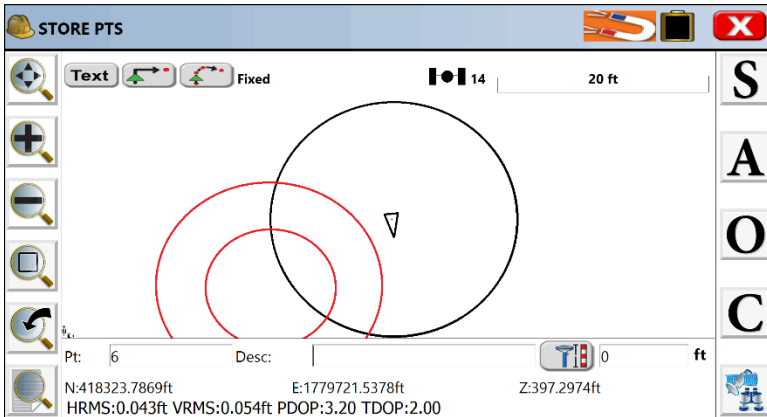 STORE PTS
X
Text Fixed 14 20 ft
S
A
O
C
Pt: 6 Desc: 0 ft
N:418323.7869ft E:1779721.5378ft Z:397.2974ft
HRMS:0.043ft VRMS:0.054ft PDOP:3.20 TDOP:2.00